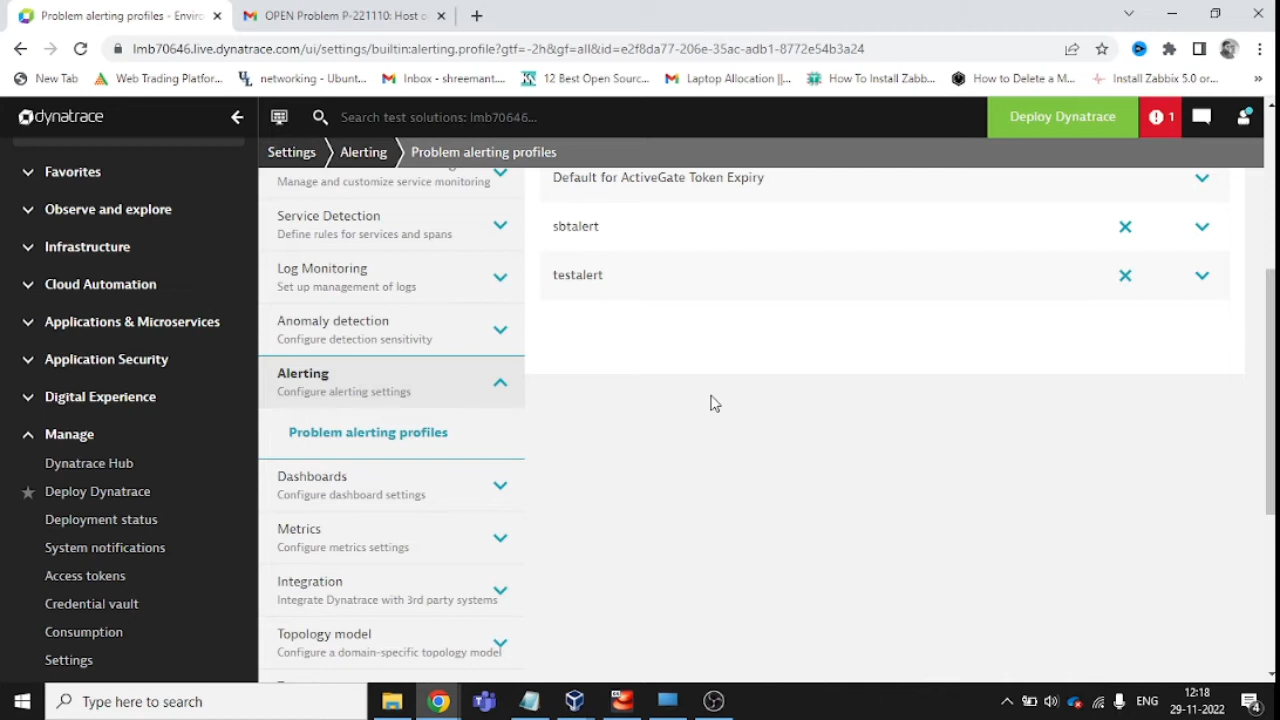 Problem alerting profiles - Enviro
OPEN Problem P-221110: Host o
lmb70646.live.dynatrace.com/ui/settings/builtin:alerting.profile?gtf=-2h&gf=all&id=e2f8da77-206e-35ac-adb1-8772e54b3a24
New Tab
Web Trading Platfor...
networking - Ubunt...
Inbox - shreemant....
12 Best Open Sourc...
Laptop Allocation ||...
How To Install Zabb...
How to Delete a M...
Install Zabbix 5.0 or...
»
dynatrace
Search test solutions: lmb70646...
Deploy Dynatrace
1
Settings
Alerting
Problem alerting profiles
Favorites
Observe and explore
Infrastructure
Cloud Automation
Applications & Microservices
Application Security
Digital Experience
Manage
Dynatrace Hub
Deploy Dynatrace
Deployment status
System notifications
Access tokens
Credential vault
Consumption
Settings
Manage and customize service monitoring
Service Detection
Define rules for services and spans
Log Monitoring
Set up management of logs
Anomaly detection
Configure detection sensitivity
Alerting
Configure alerting settings
Problem alerting profiles
Dashboards
Configure dashboard settings
Metrics
Configure metrics settings
Integration
Integrate Dynatrace with 3rd party systems
Topology model
Configure a domain-specific topology model
Default for ActiveGate Token Expiry
sbtalert
testalert
Type here to search
ENG
12:18
29-11-2022
4